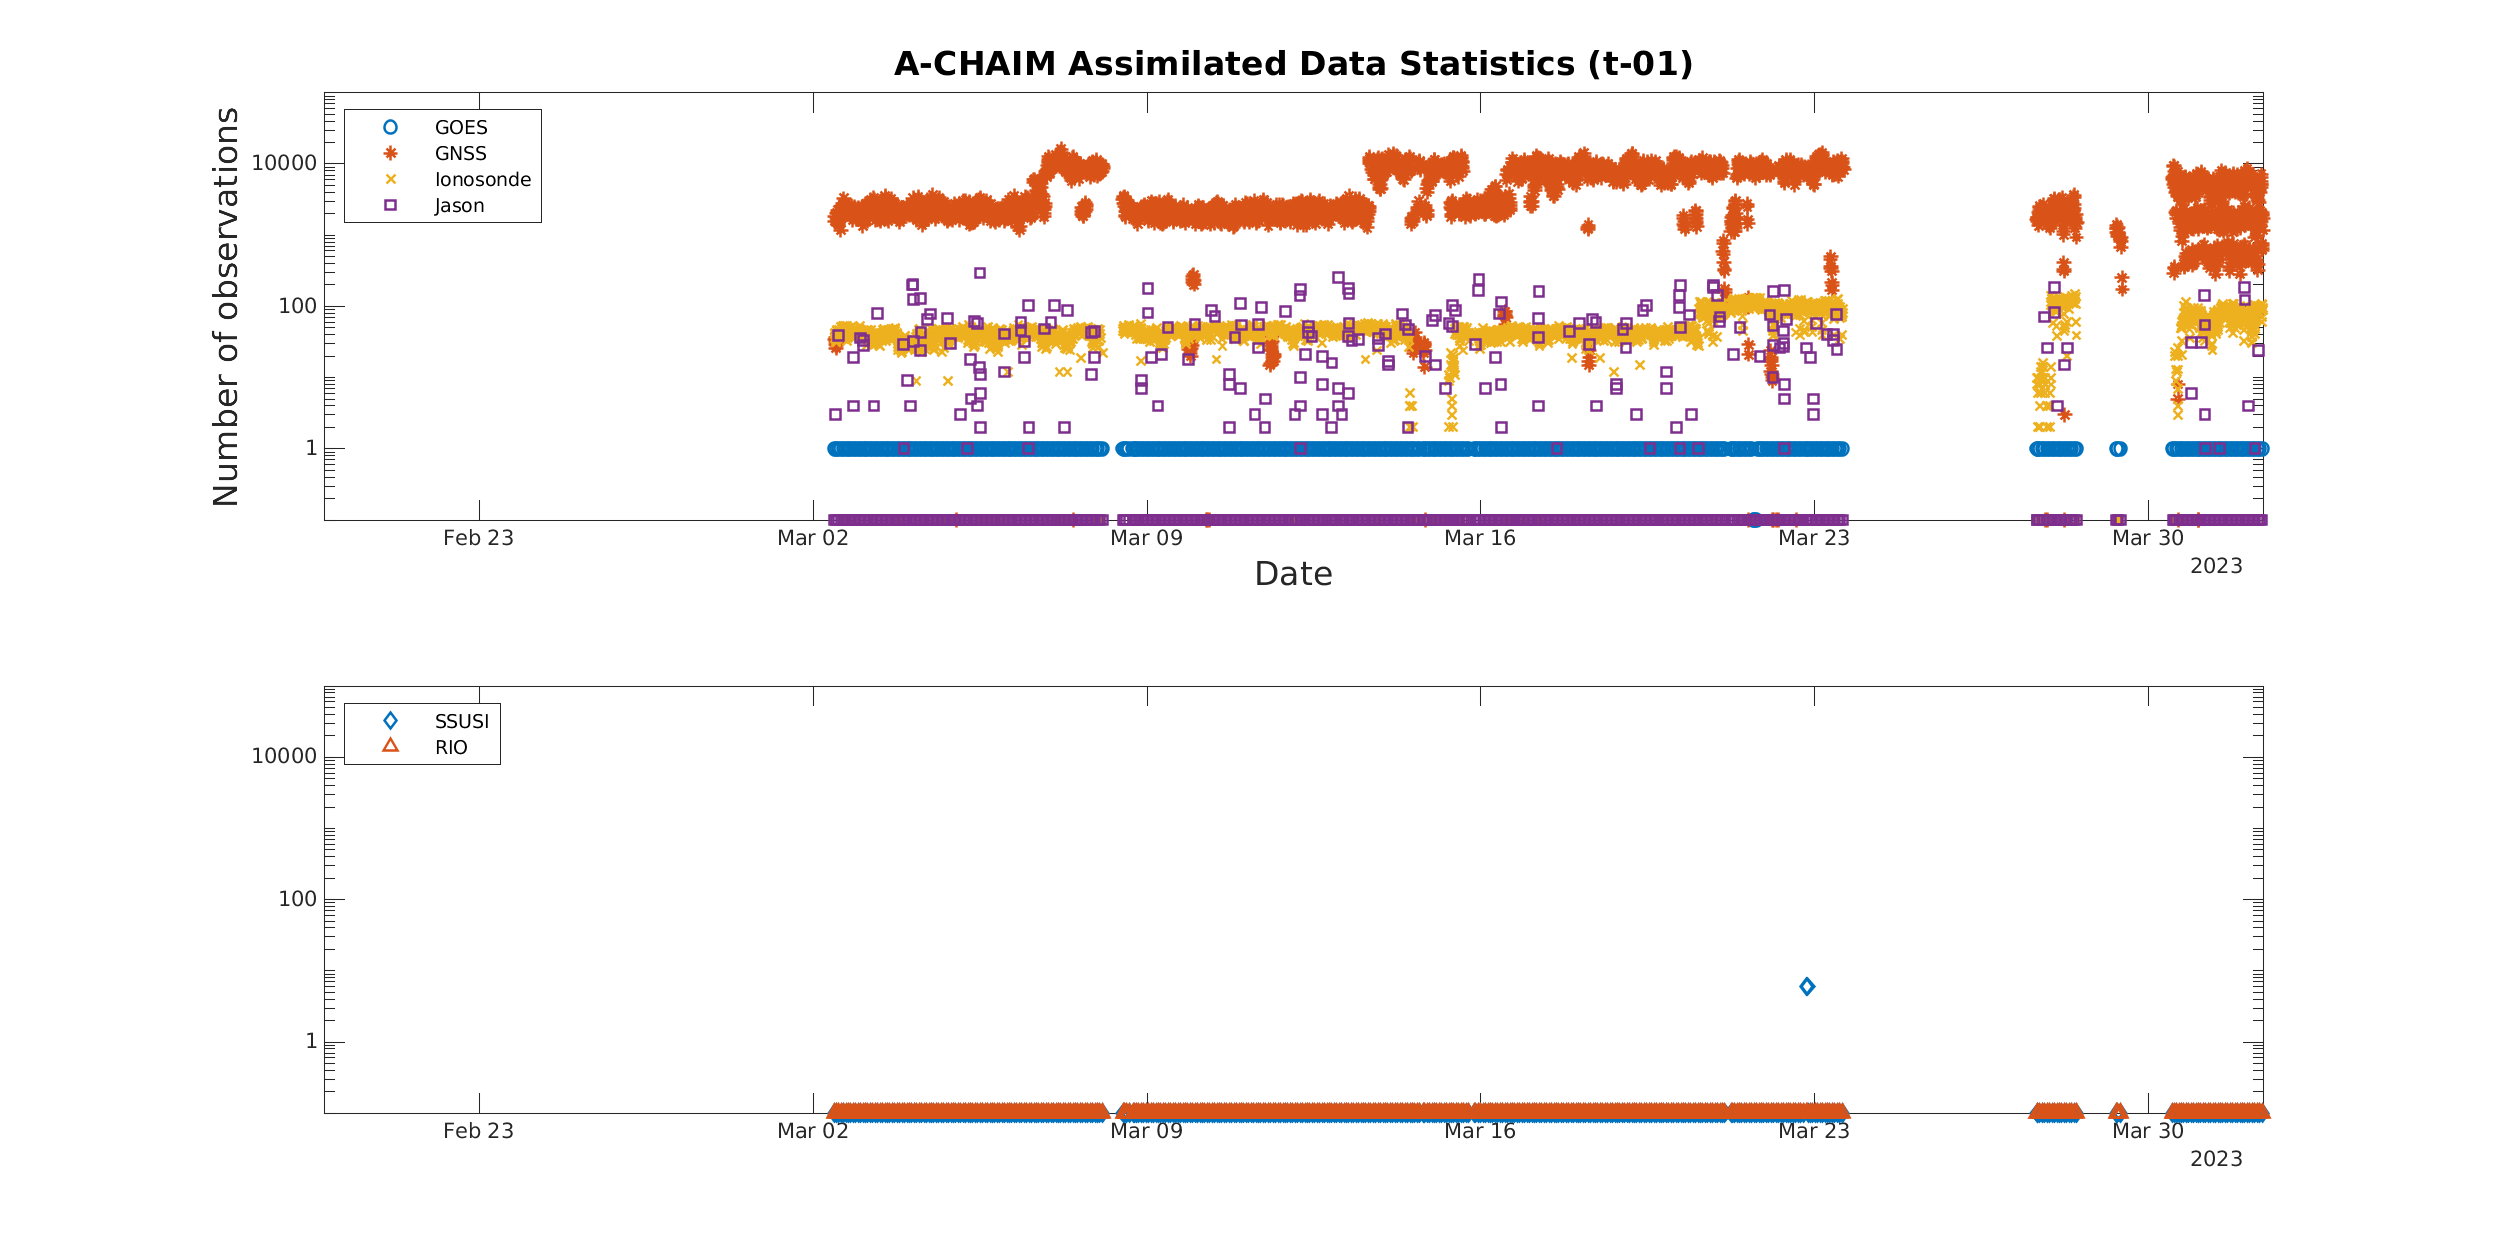 A-CHAIM Assimilated Data Statistics (t-01)
Number of observations
GOES
GNSS
Ionosonde
Jason
10000
100
1
Feb 23 Mar 02 Mar 09 Mar 16 Mar 23 Mar 30
2023
Date
SSUSI
RIO
10000
100
1
Feb 23 Mar 02 Mar 09 Mar 16 Mar 23 Mar 30
2023